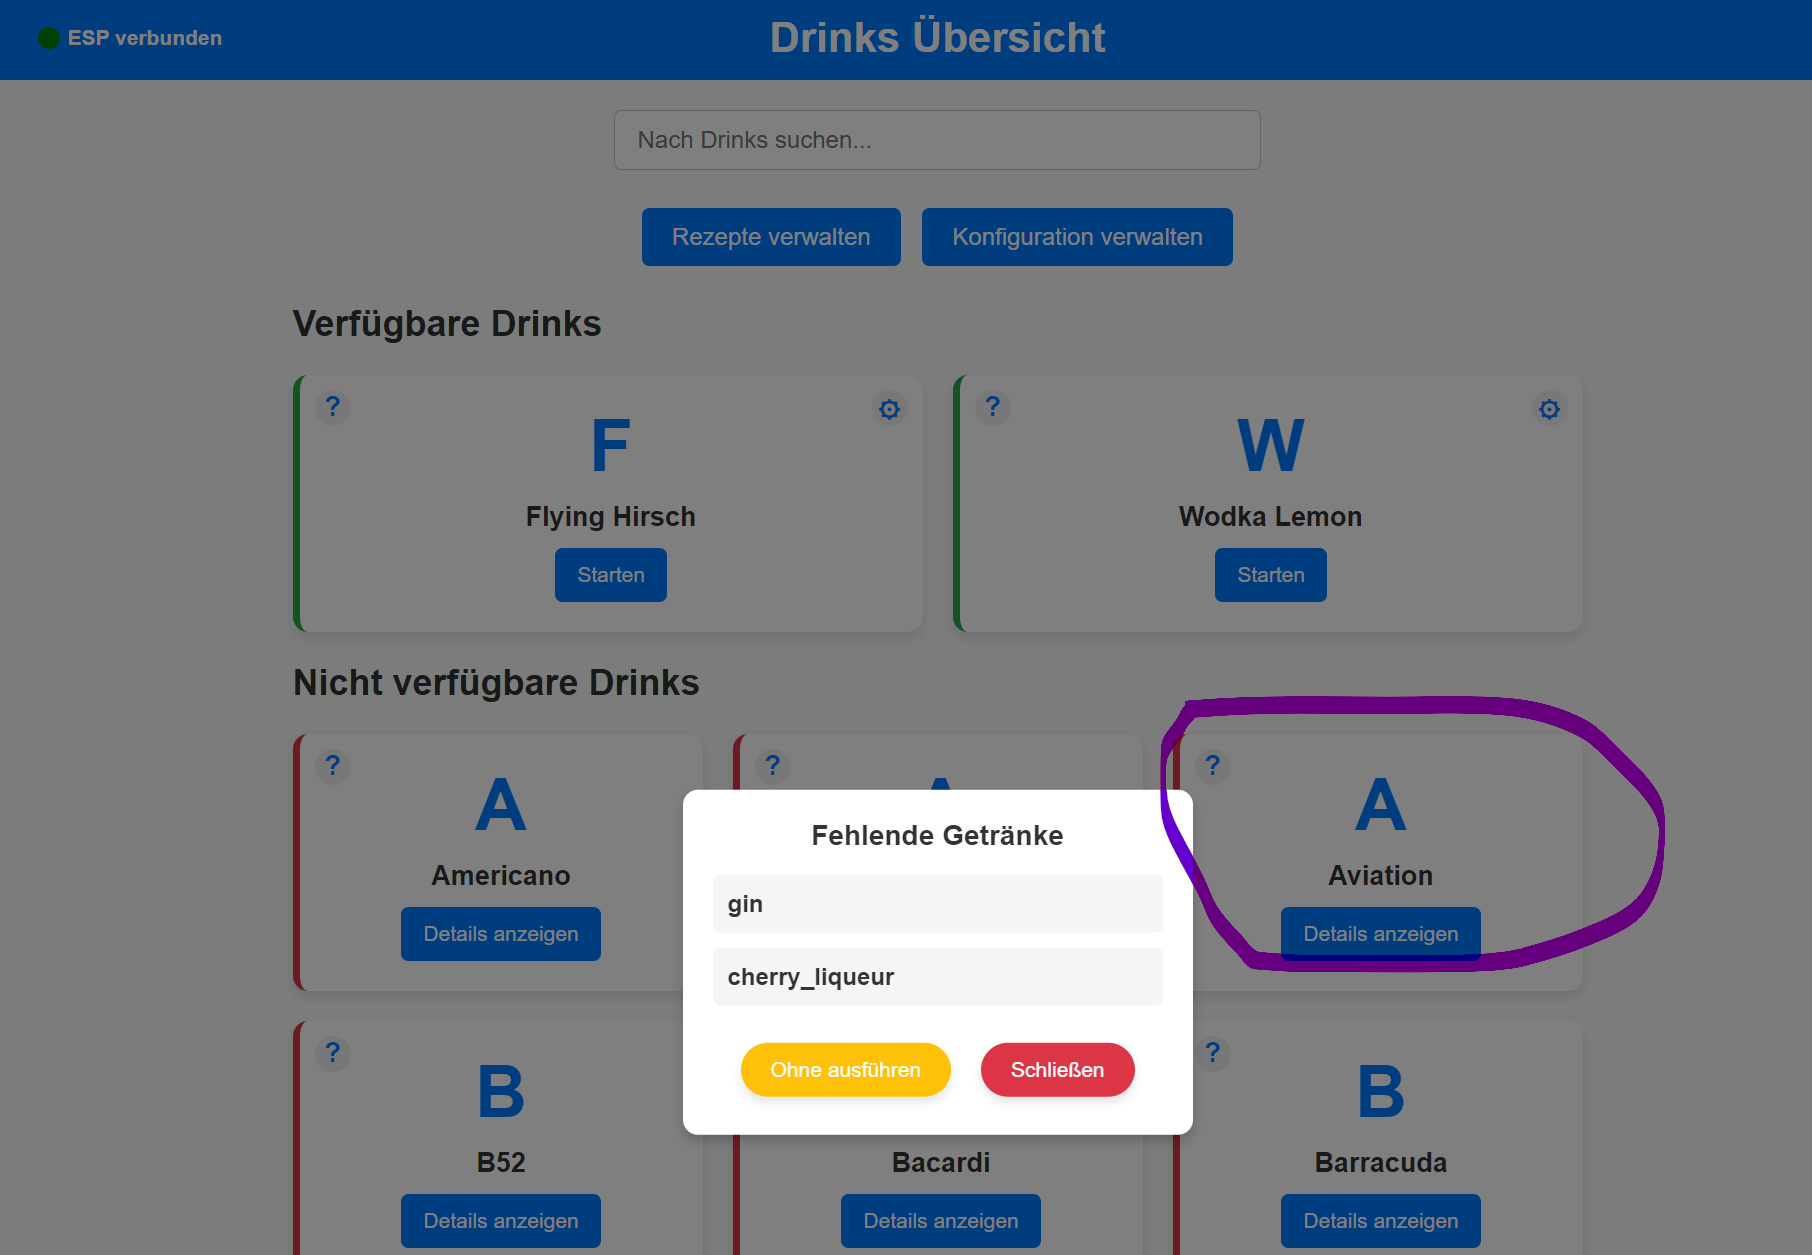 ESP verbunden
Drinks Übersicht
Nach Drinks suchen...
Rezepte verwalten
Konfiguration verwalten
Verfügbare Drinks
?
F
Flying Hirsch
Starten
?
W
Wodka Lemon
Starten
Nicht verfügbare Drinks
?
A
Americano
Details anzeigen
?
?
A
Aviation
Details anzeigen
Fehlende Getränke
gin
cherry_liqueur
Ohne ausführen
Schließen
?
B
B52
Details anzeigen
Bacardi
Details anzeigen
?
B
Barracuda
Details anzeigen